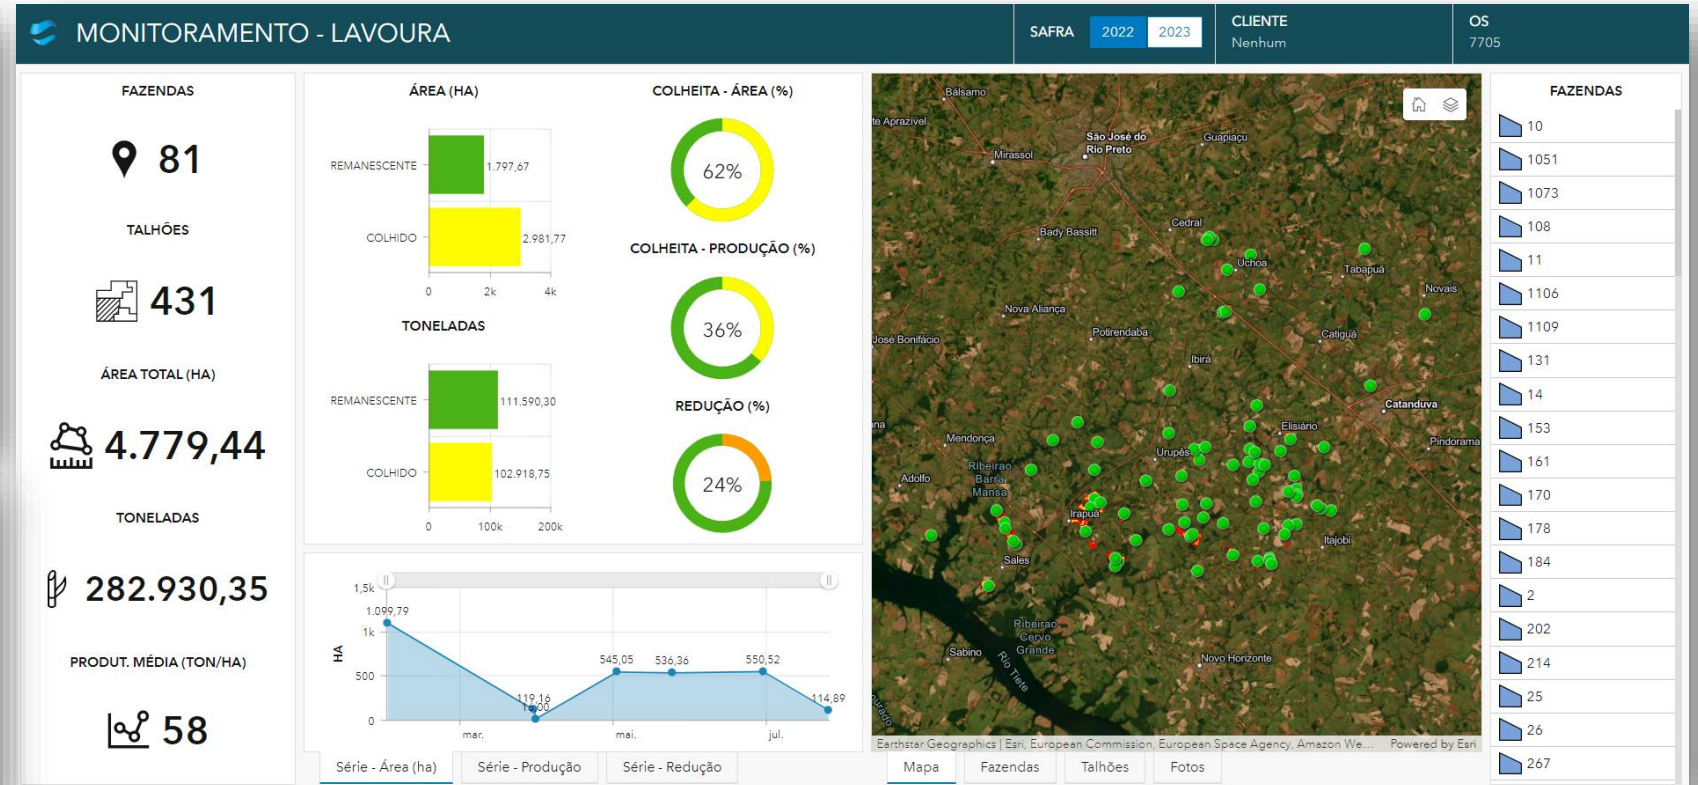 MONITORAMENTO - LAVOURA
SAFRA
2022
2023
CLIENTE
Nenhum
OS
7705
FAZENDAS
81
TALHÕES
431
ÁREA TOTAL (HA)
4.779,44
TONELADAS
282.930,35
PRODUT. MÉDIA (TON/HA)
58
ÁREA (HA)
REMANESCENTE
1.797,67
COLHIDO
2.981,77
0
2k
4k
TONELADAS
REMANESCENTE
111.590,30
COLHIDO
102.918,75
0
100k
200k
COLHEITA - ÁREA (%)
62%
COLHEITA - PRODUÇÃO (%)
36%
REDUÇÃO (%)
24%
HA
1,5k
1k
500
0
1.099,79
119,16
545,05
536,36
550,52
114,89
mar.
mai.
jul.
Série - Área (ha)
Série - Produção
Série - Redução
Bálsamo
te Aprazível
São José do
Rio Preto
Guapiaçu
Mirassol
Cedral
Bady Bassitt
Uchoa
Tabapuã
Novais
Nova Aliança
Potirendaba
Catiguá
José Bonifácio
Ibirá
Catanduva
Elisiário
Mendonça
Pindorama
Urupês
Ribeirao
Barra
Mansa
Adolfo
Irapuã
Itajobi
Sales
Ribeirao
Cervo
Grande
Sabino
Rio Tiete
Novo Horizonte
Earthstar Geographics | Esri, European Commission, European Space Agency, Amazon We...
Powered by Esri
Mapa
Fazendas
Talhões
Fotos
FAZENDAS
10
1051
1073
108
11
1106
1109
131
14
153
161
170
178
184
2
202
214
25
26
267